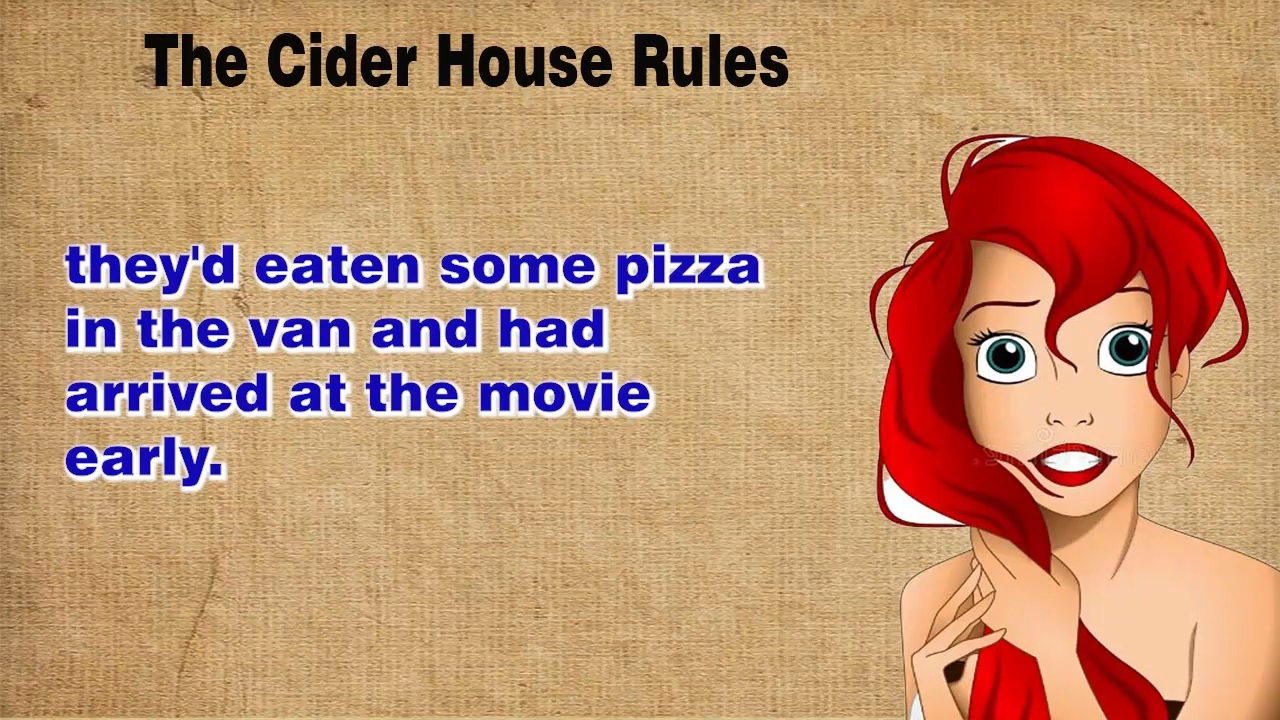 The Cider House Rules
they'd eaten some pizza
in the van and had
arrived at the movie
early.